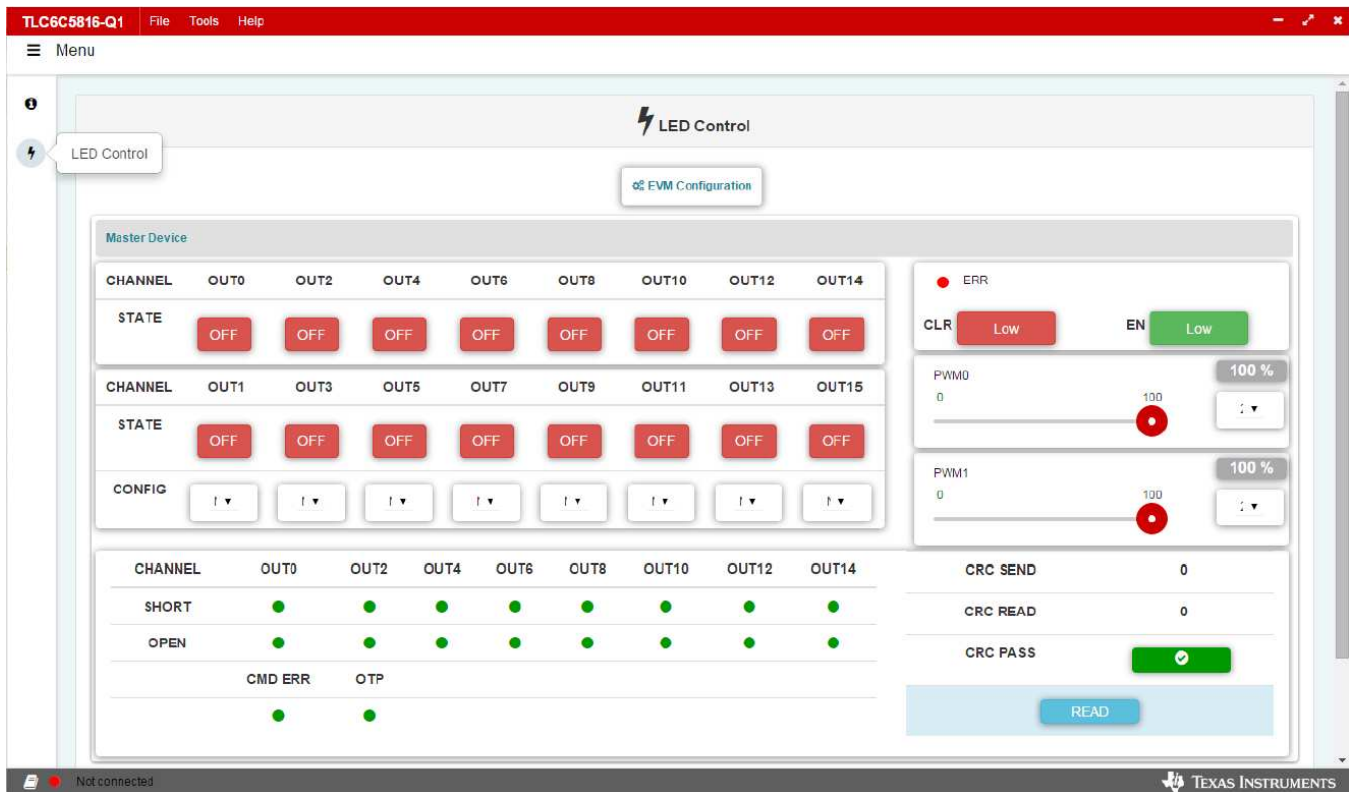 TLC6C5816-Q1 File Tools Help
Menu
LED Control
LED Control
EVM Configuration
Master Device
CHANNEL OUT0 OUT2 OUT4 OUT6 OUT8 OUT10 OUT12 OUT14
STATE OFF OFF OFF OFF OFF OFF OFF OFF
CHANNEL OUT1 OUT3 OUT5 OUT7 OUT9 OUT11 OUT13 OUT15
STATE OFF OFF OFF OFF OFF OFF OFF OFF
CONFIG
ERR
CLR Low EN Low
PWM0 100 %
0 100
PWM1 100 %
0 100
CHANNEL OUT0 OUT2 OUT4 OUT6 OUT8 OUT10 OUT12 OUT14
SHORT
OPEN
CMD ERR OTP
CRC SEND 0
CRC READ 0
CRC PASS
READ
Not connected
TEXAS INSTRUMENTS